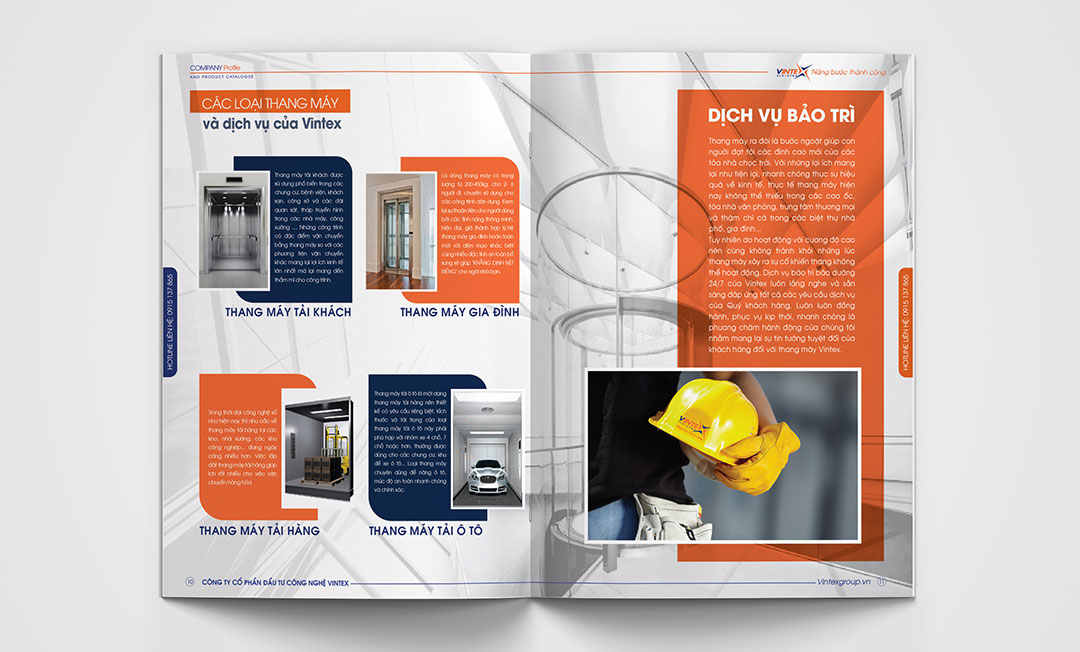 COMPANY Profile
AND PRODUCT CATALOGUE
CÁC LOẠI THANG MÁY
và dịch vụ của Vintex
Thang máy tải khách được
sử dụng phổ biến trong các
chung cư, bệnh viện, khách
sạn, công sở và các đài
quan sát, tháp truyền hình
trong các nhà máy, công
xưởng .... Những công trình
có đặc điểm vận chuyển
bằng thang máy so với các
phương tiện vận chuyển
khác mang lại lợi ích kinh tế
lớn nhất mà lại mang đến
thẩm mĩ cho công trình.
THANG MÁY TẢI KHÁCH
Là dòng thang máy có trọng
lượng từ 200-450kg, cho 2- 6
người đi, chuyên sử dụng cho
các công trình dân dụng. Đem
lại sự thuận tiện cho người dùng
bởi các tính năng thông minh,
hiện đại, giá thành hợp lí. Hệ
thang máy gia đình hoàn toàn
mới với diện mạo khác biệt
cùng nhiều đặc tính an toàn bổ
sung sẽ giúp "KHẲNG ĐỊNH NÉT
RIÊNG" cho ngôi nhà bạn.
THANG MÁY GIA ĐÌNH
HOTLINE LIÊN HỆ: 0915 137 865
Trong thời đại công nghệ số
như hiện nay thì nhu cầu về
thang máy tải hàng tại các
kho, nhà xưởng, các khu
công nghiệp... đang ngày
càng nhiều hơn. Việc lắp
đặt thang máy tải hàng giúp
ích rất nhiều cho việc vận
chuyển hàng hóa.
THANG MÁY TẢI HÀNG
Thang máy tải ô tô là một dạng
thang máy tải hàng nên thiết
kế có yêu cầu riêng biệt. Kích
thước và tải trọng của loại
thang máy tải ô tô này phải
phù hợp với nhóm xe 4 chỗ, 7
chỗ hoặc hơn, thường được
dùng cho các chung cư, khu
để xe ô tô... Loại thang máy
chuyên dùng để nâng ô tô,
mức độ an toàn nhanh chóng
và chính xác.
THANG MÁY TẢI Ô TÔ
10 CÔNG TY CỔ PHẦN ĐẦU TƯ CÔNG NGHỆ VINTEX
VINTEX Nâng bước thành công
DỊCH VỤ BẢO TRÌ
Thang máy ra đời là bước ngoặt giúp con
người đạt tới các đỉnh cao mới của các
tòa nhà chọc trời. Với những lợi ích mang
lại như tiện lợi, nhanh chóng thực sự hiệu
quả về kinh tế, thực tế thang máy hiện
nay không thể thiếu trong các cao ốc,
tòa nhà văn phòng, trung tâm thương mại
và thậm chí cả trong các biệt thự nhà
phố, gia đình...
Tuy nhiên do hoạt động với cường độ cao
nên cũng không tránh khỏi những lúc
thang máy xảy ra sự cố khiến thang không
thể hoạt động. Dịch vụ bảo trì bảo dưỡng
24/7 của Vintex luôn lắng nghe và sẵn
sàng đáp ứng tất cả các yêu cầu dịch vụ
của Quý khách hàng. Luôn luôn đồng
hành, phục vụ kịp thời, nhanh chóng là
phương châm hành động của chúng tôi
nhằm mang lại sự tin tưởng tuyệt đối của
khách hàng đối với thang máy Vintex.
HOTLINE LIÊN HỆ: 0915 137 865
VINTEX
Vintexgroup.vn 11